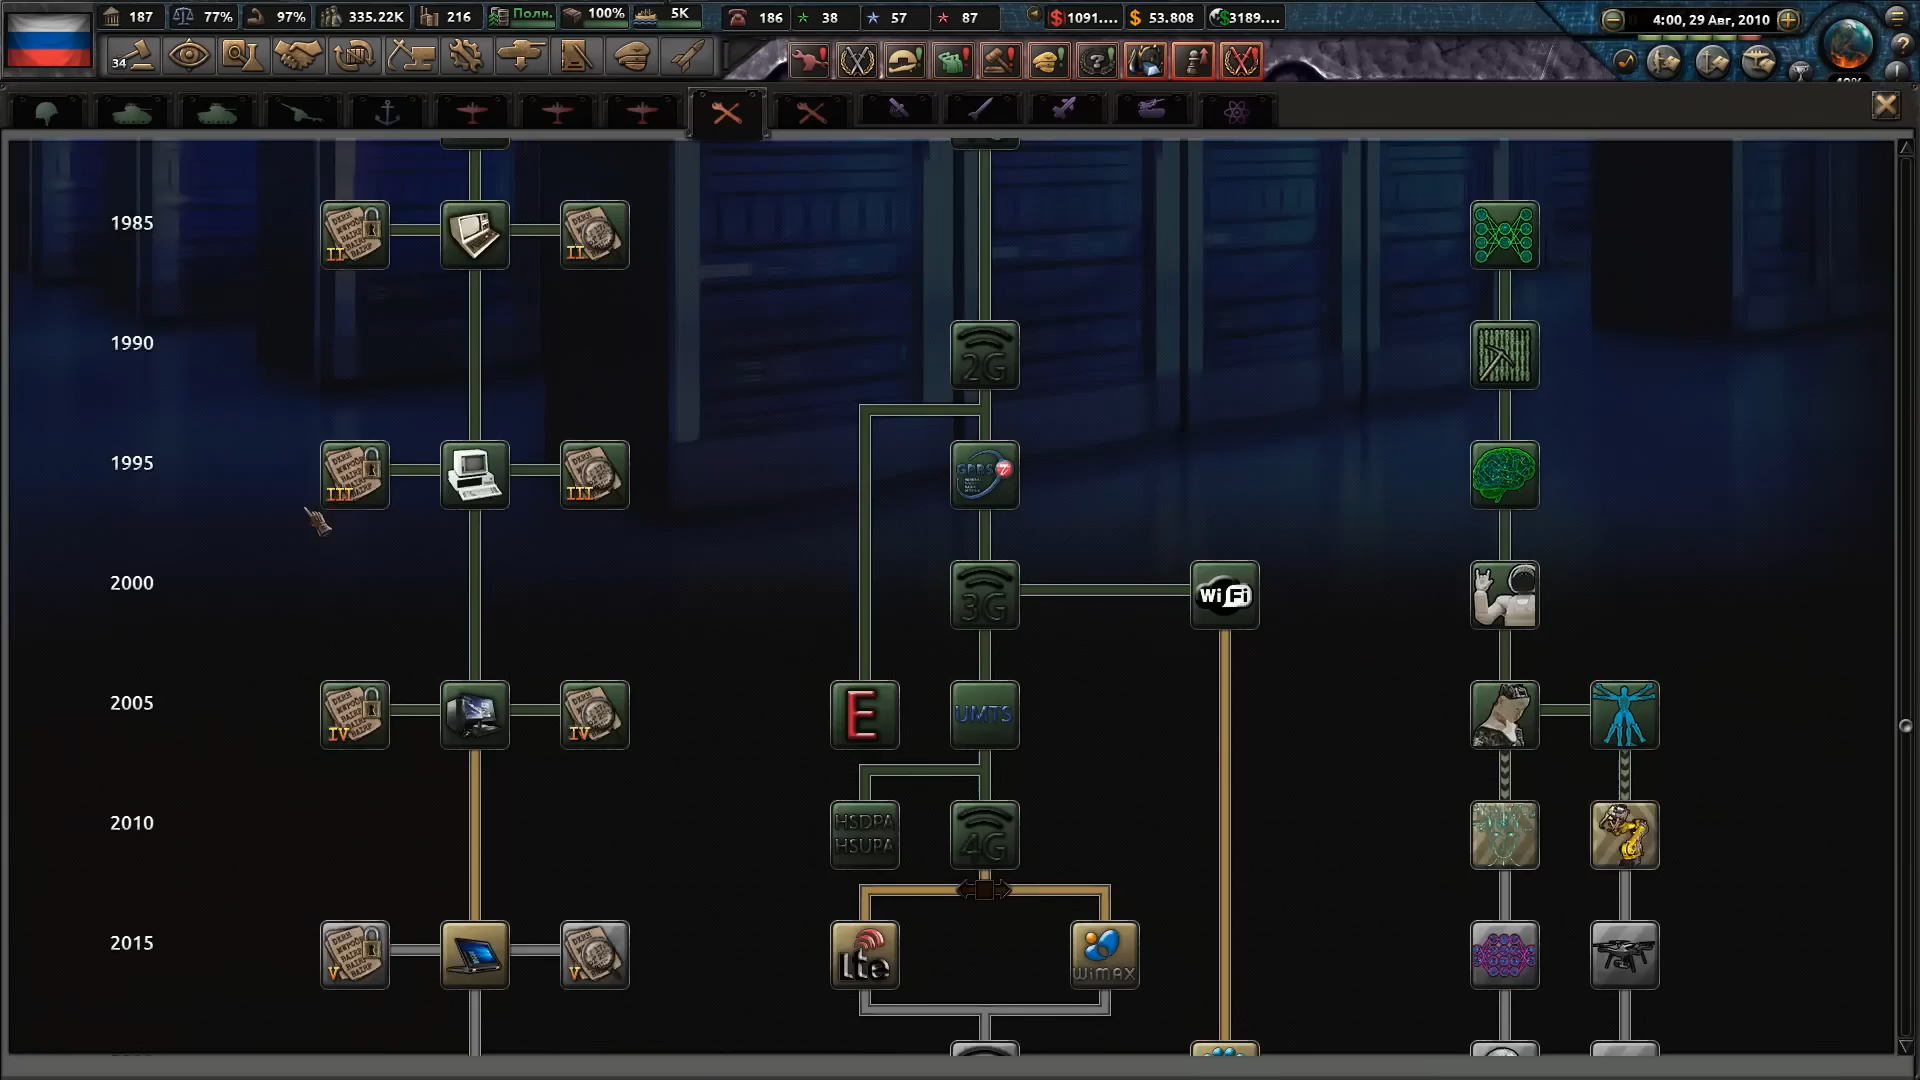 187 77% 97% 335.22K 216 Полн. 100% 5K 186 38 57 87 1091.... 53.808 3189.... 4:00, 29 Авг, 2010
34
1985 II II
1990 2G
1995 III III GPRS
2000 3G Wi Fi
2005 IV IV E UMTS
2010 HSDPA HSUPA 4G
2015 V V lte WiMAX